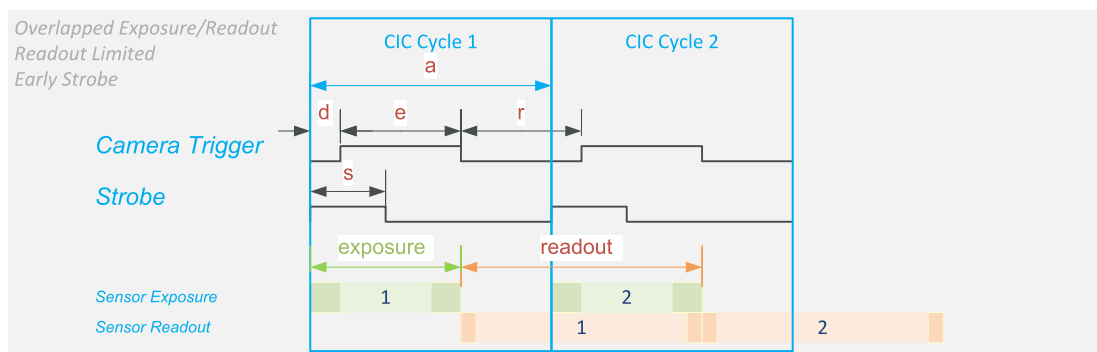 Overlapped Exposure/Readout
Readout Limited
Early Strobe
CIC Cycle 1
CIC Cycle 2
a
d
e
r
Camera Trigger
s
Strobe
exposure
readout
Sensor Exposure
1
2
Sensor Readout
1
2